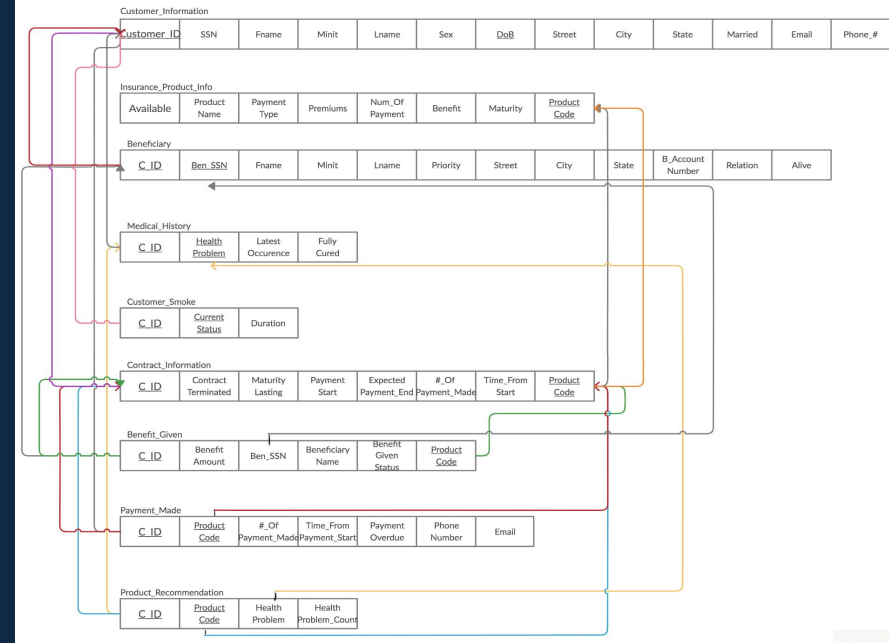 Customer_Information
Customer_ID SSN Fname Minit Lname Sex DoB Street City State Married Email Phone_#
Insurance_Product_Info
Available Product Name Payment Type Premiums Num_Of Payment Benefit Maturity Product Code
Beneficiary
C_ID Ben_SSN Fname Minit Lname Priority Street City State B_Account Number Relation Alive
Medical_History
C_ID Health Problem Latest Occurence Fully Cured
Customer_Smoke
C_ID Current Status Duration
Contract_Information
C_ID Contract Terminated Maturity Lasting Payment Start Expected Payment_End #_Of Payment_Made Time_From Start Product Code
Benefit_Given
C_ID Benefit Amount Ben_SSN Beneficiary Name Benefit Given Status Product Code
Payment_Made
C_ID Product Code #_Of Payment_Made Time_From Payment_Start Payment Overdue Phone Number Email
Product_Recommendation
C_ID Product Code Health Problem Health Problem_Count